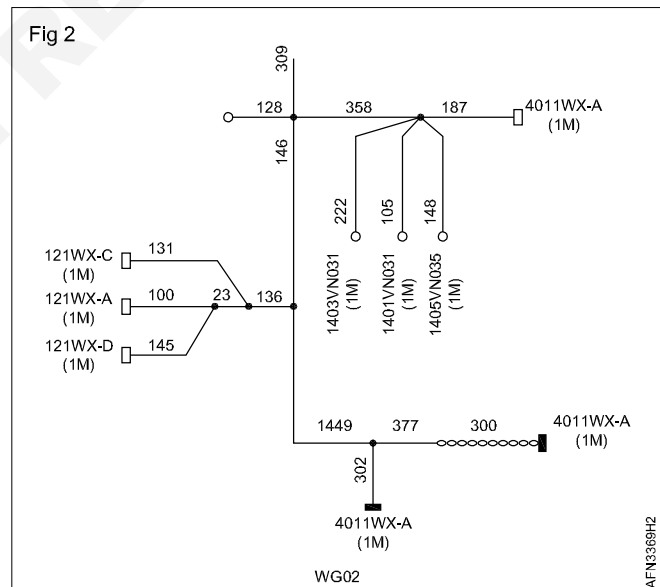 Fig 2
309
128
358
187
4011WX-A
(1M)
146
222
105
148
1403VN031
(1M)
1401VN031
(1M)
1405VN035
(1M)
121WX-C
(1M)
131
121WX-A
(1M)
100
23
136
121WX-D
(1M)
145
1449
377
300
4011WX-A
(1M)
302
4011WX-A
(1M)
WG02
AFN3369H2